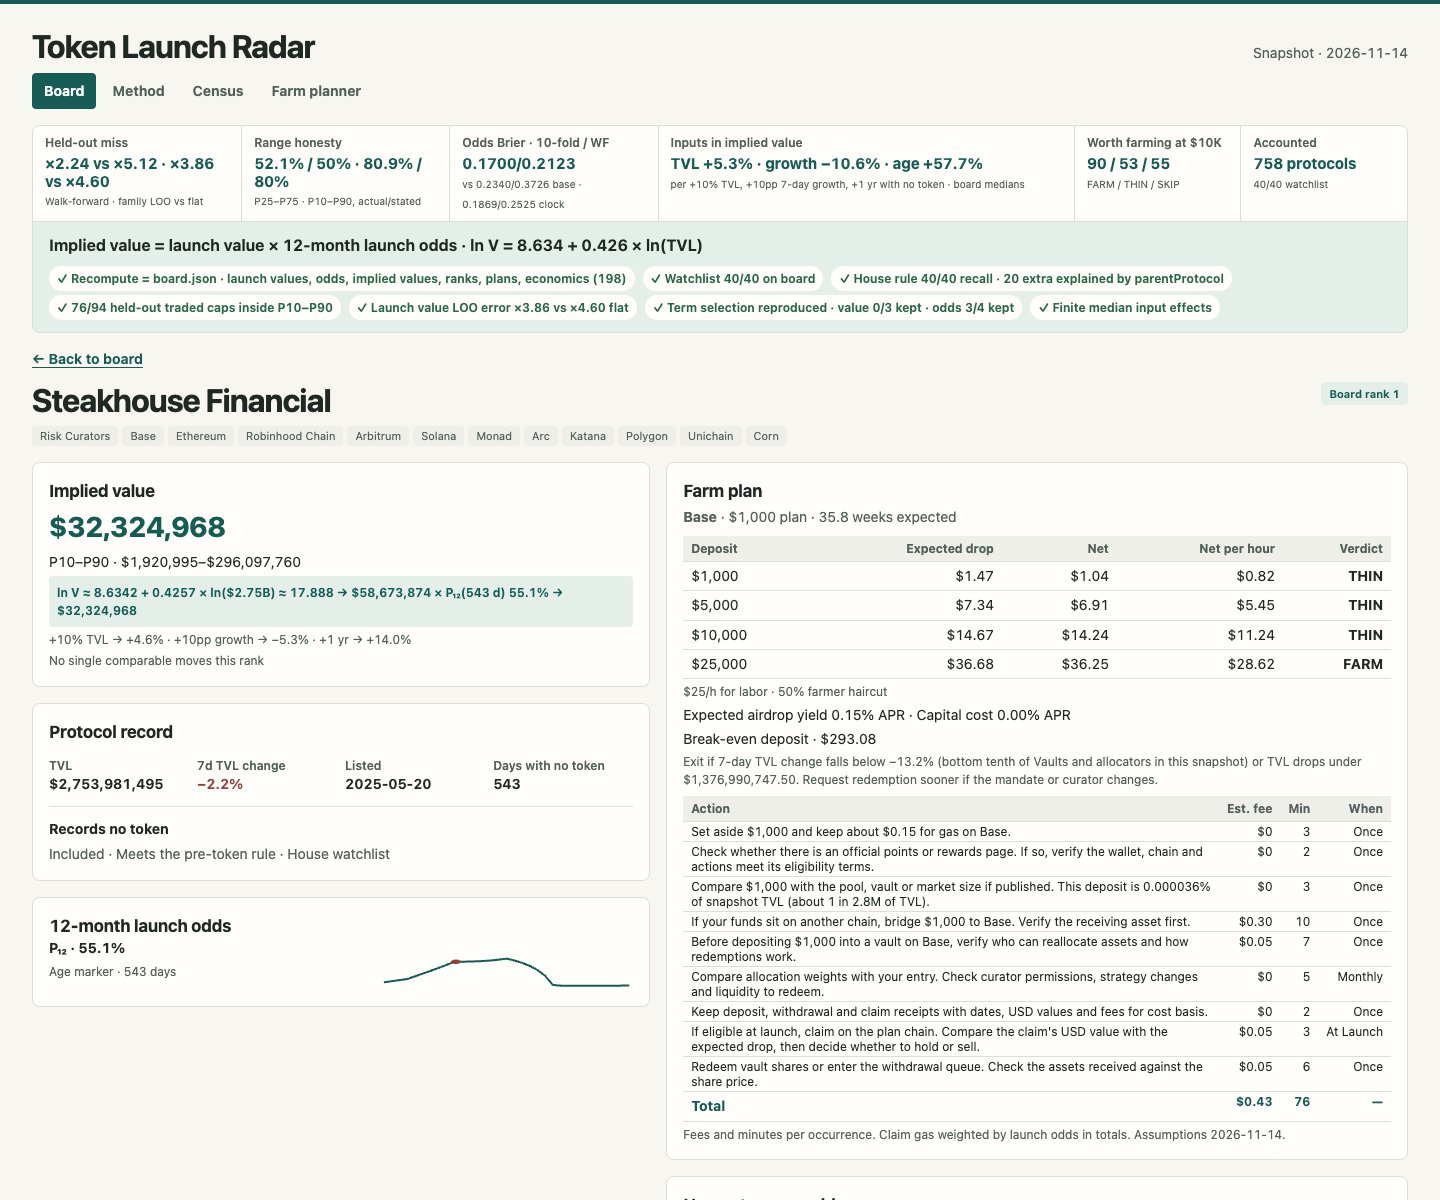 Token Launch Radar
Snapshot · 2026-11-14
Board
Method
Census
Farm planner
Held-out miss
×2.24 vs ×5.12 · ×3.86
vs ×4.60
Walk-forward · family LOO vs flat
Range honesty
52.1% / 50% · 80.9% /
80%
P25–P75 · P10–P90, actual/stated
Odds Brier · 10-fold / WF
0.1700/0.2123
vs 0.2340/0.3726 base ·
0.1869/0.2525 clock
Inputs in implied value
TVL +5.3% · growth −10.6% · age +57.7%
per +10% TVL, +10pp 7-day growth, +1 yr with no token · board medians
Worth farming at $10K
90 / 53 / 55
FARM / THIN / SKIP
Accounted
758 protocols
40/40 watchlist
Implied value = launch value × 12-month launch odds · ln V = 8.634 + 0.426 × ln(TVL)
✓ Recompute = board.json · launch values, odds, implied values, ranks, plans, economics (198)
✓ Watchlist 40/40 on board
✓ House rule 40/40 recall · 20 extra explained by parentProtocol
✓ 76/94 held-out traded caps inside P10–P90
✓ Launch value LOO error ×3.86 vs ×4.60 flat
✓ Term selection reproduced · value 0/3 kept · odds 3/4 kept
✓ Finite median input effects
← Back to board
Steakhouse Financial
Board rank 1
Risk Curators
Base
Ethereum
Robinhood Chain
Arbitrum
Solana
Monad
Arc
Katana
Polygon
Unichain
Corn
Implied value
$32,324,968
P10–P90 · $1,920,995–$296,097,760
ln V ≈ 8.6342 + 0.4257 × ln($2.75B) ≈ 17.888 → $58,673,874 × P₁₂(543 d) 55.1% →
$32,324,968
+10% TVL → +4.6% · +10pp growth → −5.3% · +1 yr → +14.0%
No single comparable moves this rank
Protocol record
TVL
$2,753,981,495
7d TVL change
−2.2%
Listed
2025-05-20
Days with no token
543
Records no token
Included · Meets the pre-token rule · House watchlist
12-month launch odds
P₁₂ · 55.1%
Age marker · 543 days
Farm plan
Base · $1,000 plan · 35.8 weeks expected
Deposit Expected drop Net Net per hour Verdict
$1,000 $1.47 $1.04 $0.82 THIN
$5,000 $7.34 $6.91 $5.45 THIN
$10,000 $14.67 $14.24 $11.24 THIN
$25,000 $36.68 $36.25 $28.62 FARM
$25/h for labor · 50% farmer haircut
Expected airdrop yield 0.15% APR · Capital cost 0.00% APR
Break-even deposit · $293.08
Exit if 7-day TVL change falls below −13.2% (bottom tenth of Vaults and allocators in this snapshot) or TVL drops under
$1,376,990,747.50. Request redemption sooner if the mandate or curator changes.
Action Est. fee Min When
Set aside $1,000 and keep about $0.15 for gas on Base. $0 3 Once
Check whether there is an official points or rewards page. If so, verify the wallet, chain and $0 2 Once
actions meet its eligibility terms.
Compare $1,000 with the pool, vault or market size if published. This deposit is 0.000036% $0 3 Once
of snapshot TVL (about 1 in 2.8M of TVL).
If your funds sit on another chain, bridge $1,000 to Base. Verify the receiving asset first. $0.30 10 Once
Before depositing $1,000 into a vault on Base, verify who can reallocate assets and how $0.05 7 Once
redemptions work.
Compare allocation weights with your entry. Check curator permissions, strategy changes $0 5 Monthly
and liquidity to redeem.
Keep deposit, withdrawal and claim receipts with dates, USD values and fees for cost basis. $0 2 Once
If eligible at launch, claim on the plan chain. Compare the claim's USD value with the $0.05 3 At Launch
expected drop, then decide whether to hold or sell.
Redeem vault shares or enter the withdrawal queue. Check the assets received against the $0.05 6 Once
share price.
Total $0.43 76 —
Fees and minutes per occurrence. Claim gas weighted by launch odds in totals. Assumptions 2026-11-14.